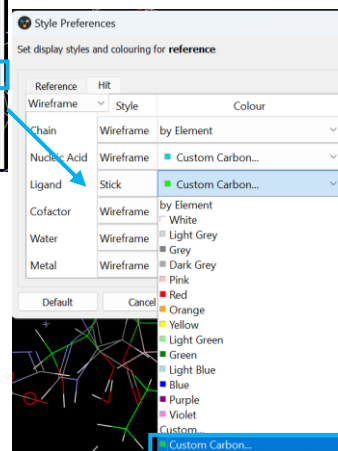 Style Preferences
Set display styles and colouring for reference
Reference Hit
Wireframe Style Colour
Chain Wireframe by Element
Nucleic Acid Wireframe Custom Carbon...
Ligand Stick Custom Carbon...
Cofactor Wireframe by Element
White
Light Grey
Water Wireframe Grey
Dark Grey
Metal Wireframe Pink
Red
Default Cancel Orange
Yellow
Light Green
Green
Light Blue
Blue
Purple
Violet
Custom...
Custom Carbon...